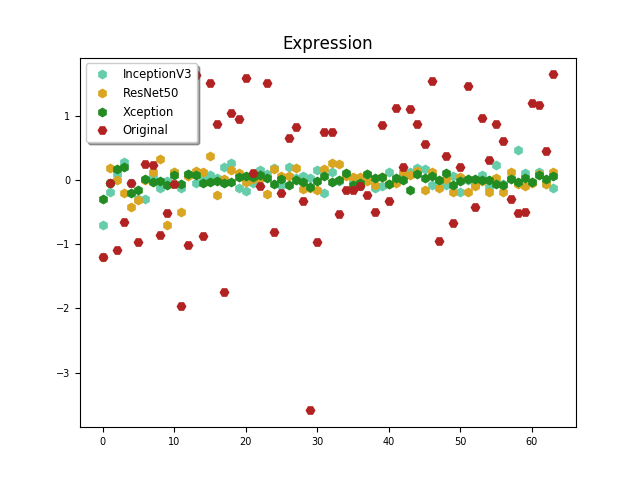 Expression
InceptionV3
ResNet50
Xception
Original
1
0
−1
−2
−3
0 10 20 30 40 50 60